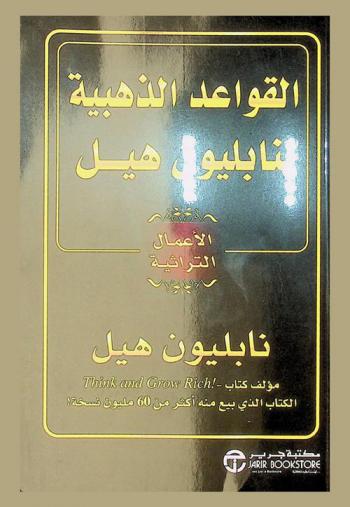 القواعد الذهبية
لنابليون هيل
الأعمال
التراثية
نابليون هيل
مؤلف كتاب -Think and Grow Rich!
الكتاب الذي بيع منه أكثر من 60 مليون نسخة!
مكتبة جرير
JARIR BOOKSTORE